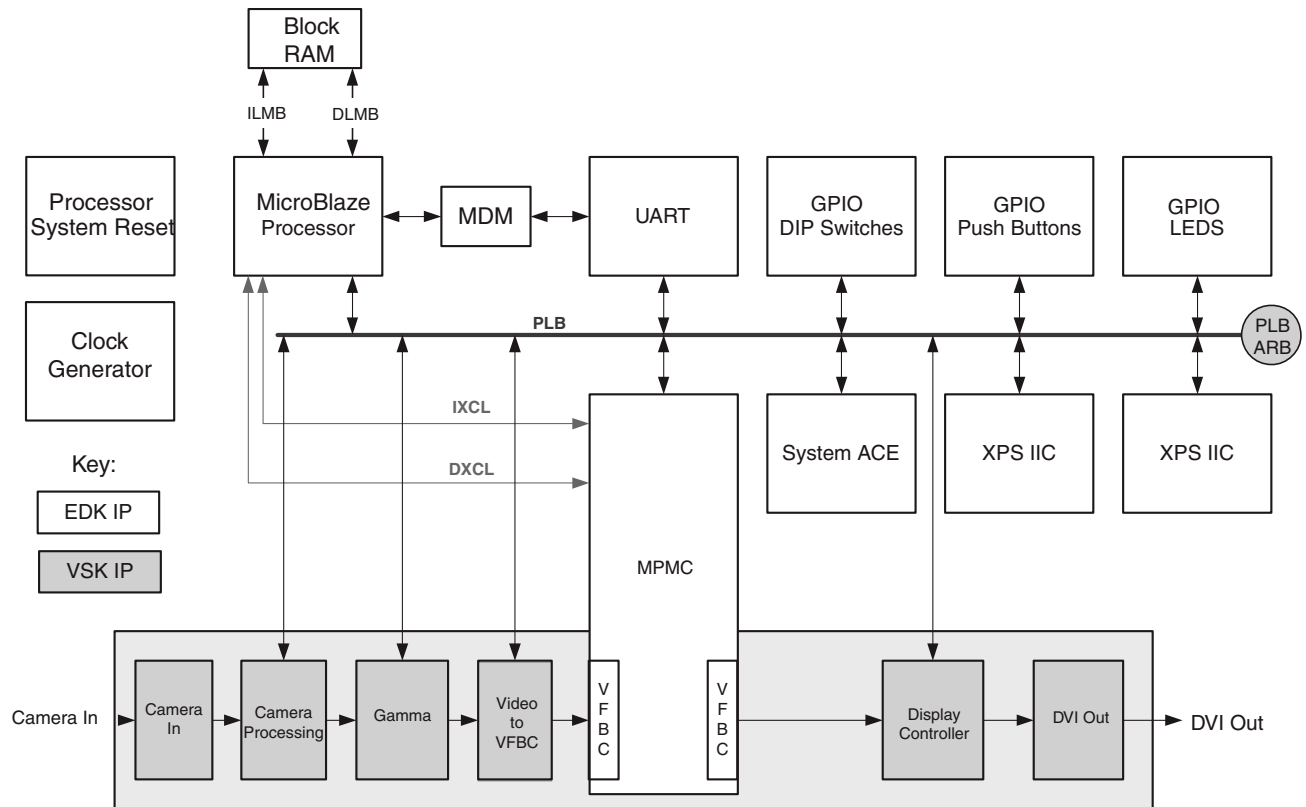 Block
RAM
ILMB
DLMB
Processor
System Reset
MicroBlaze
Processor
MDM
UART
GPIO
DIP Switches
GPIO
Push Buttons
GPIO
LEDS
PLB
PLB
ARB
Clock
Generator
IXCL
DXCL
System ACE
XPS IIC
XPS IIC
Key:
EDK IP
VSK IP
MPMC
Camera In
Camera
In
Camera
Processing
Gamma
Video
to
VFBC
V
F
B
C
V
F
B
C
Display
Controller
DVI Out
DVI Out